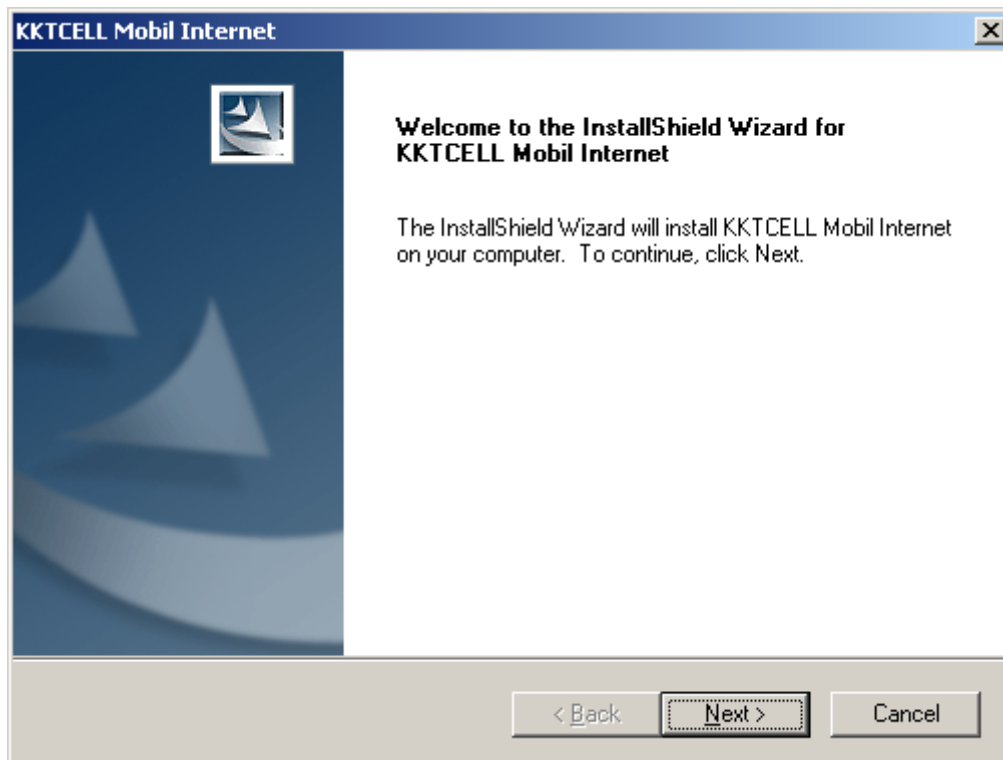 KKTCELL Mobil Internet
Welcome to the InstallShield Wizard for
KKTCELL Mobil Internet
The InstallShield Wizard will install KKTCELL Mobil Internet
on your computer.  To continue, click Next.
< Back
Next >
Cancel